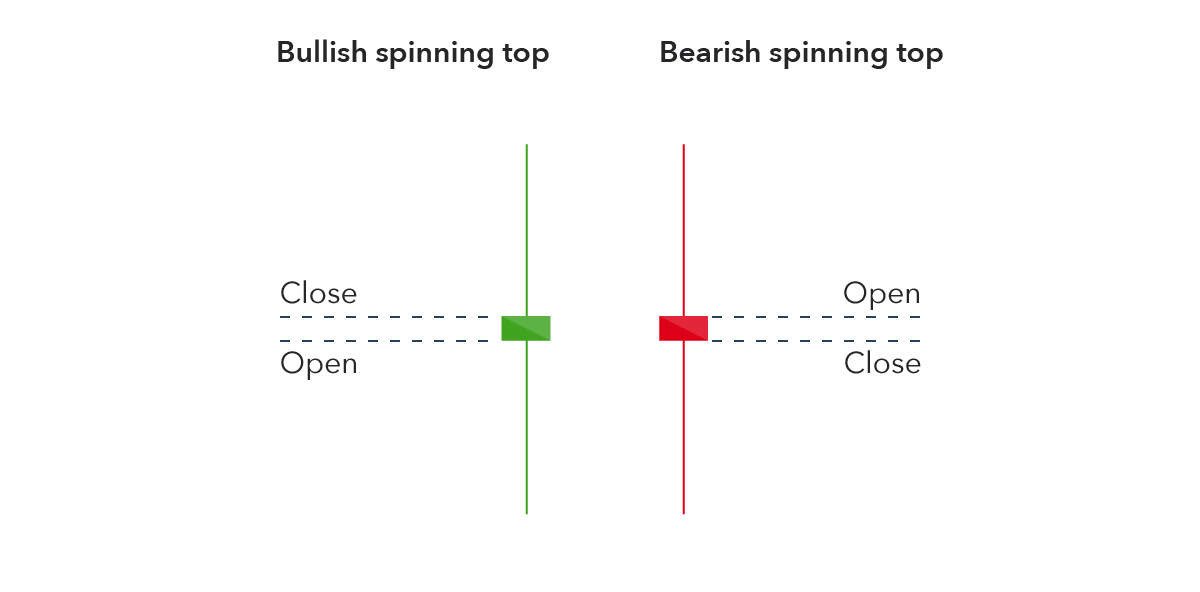 Bullish spinning top
Bearish spinning top
Close
Open
Open
Close